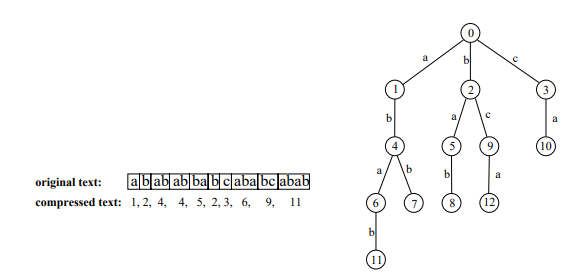 0
a b c
1 2 3
b a c a
4 5 9 10
a b b a
6 7 8 12
b
11
original text: a b ab ab ba b c aba bc abab
compressed text: 1, 2, 4, 4, 5, 2, 3, 6, 9, 11